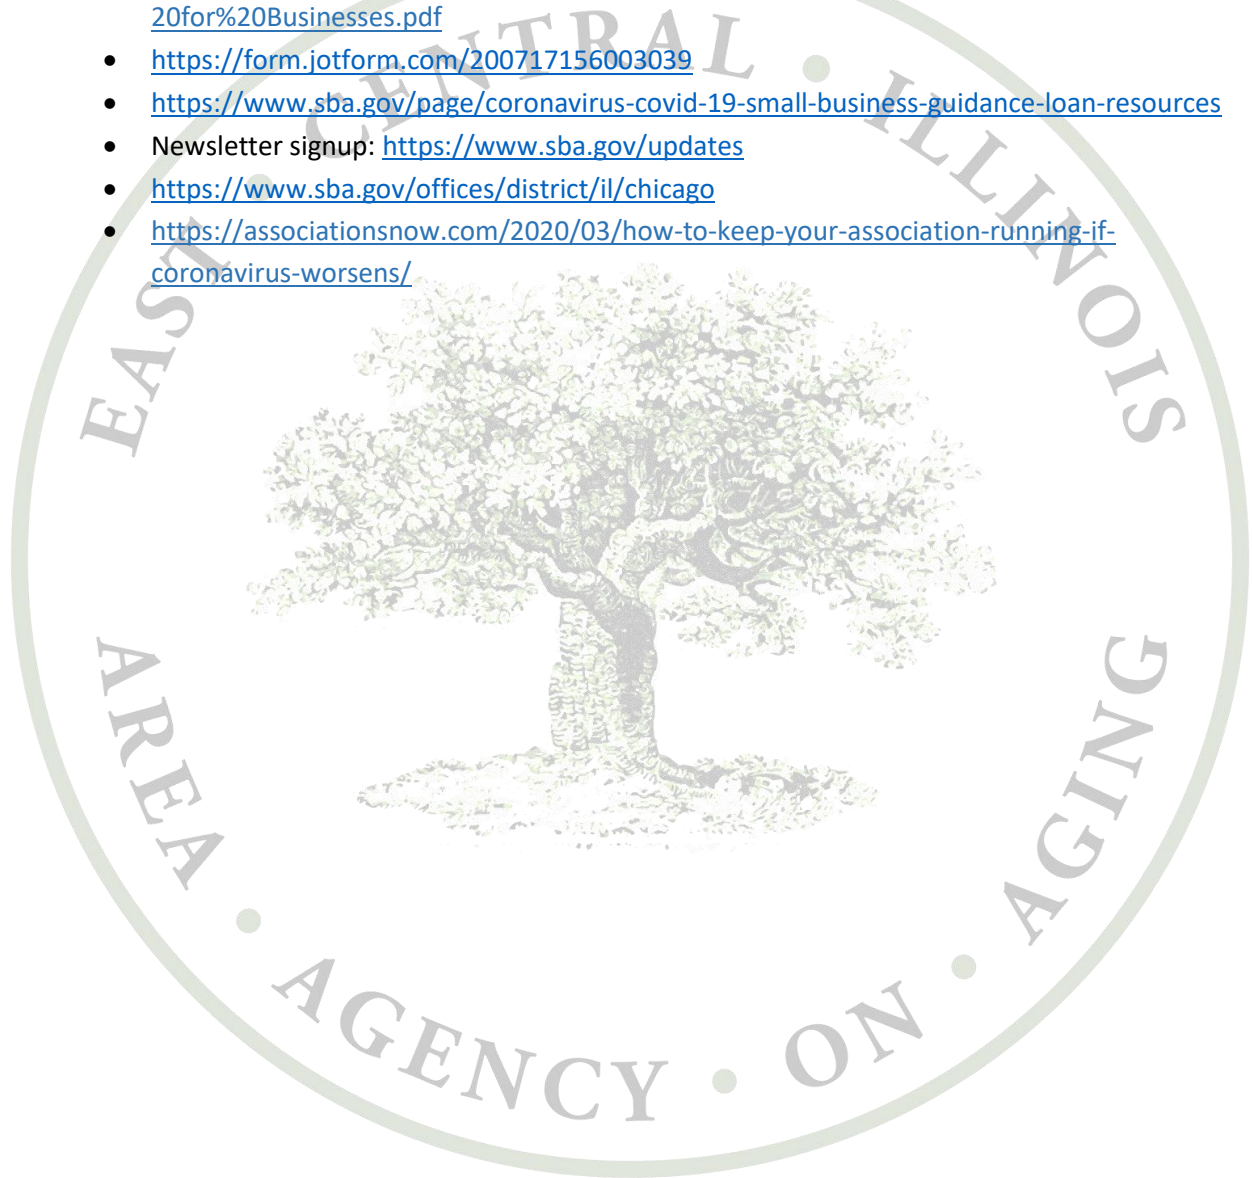 20for%20Businesses.pdf
• https://form.jotform.com/200717156003039
• https://www.sba.gov/page/coronavirus-covid-19-small-business-guidance-loan-resources
• Newsletter signup: https://www.sba.gov/updates
• https://www.sba.gov/offices/district/il/chicago
• https://associationsnow.com/2020/03/how-to-keep-your-association-running-if-
coronavirus-worsens/
EAST • CENTRAL • ILLINOIS
AREA • AGENCY • ON • AGING